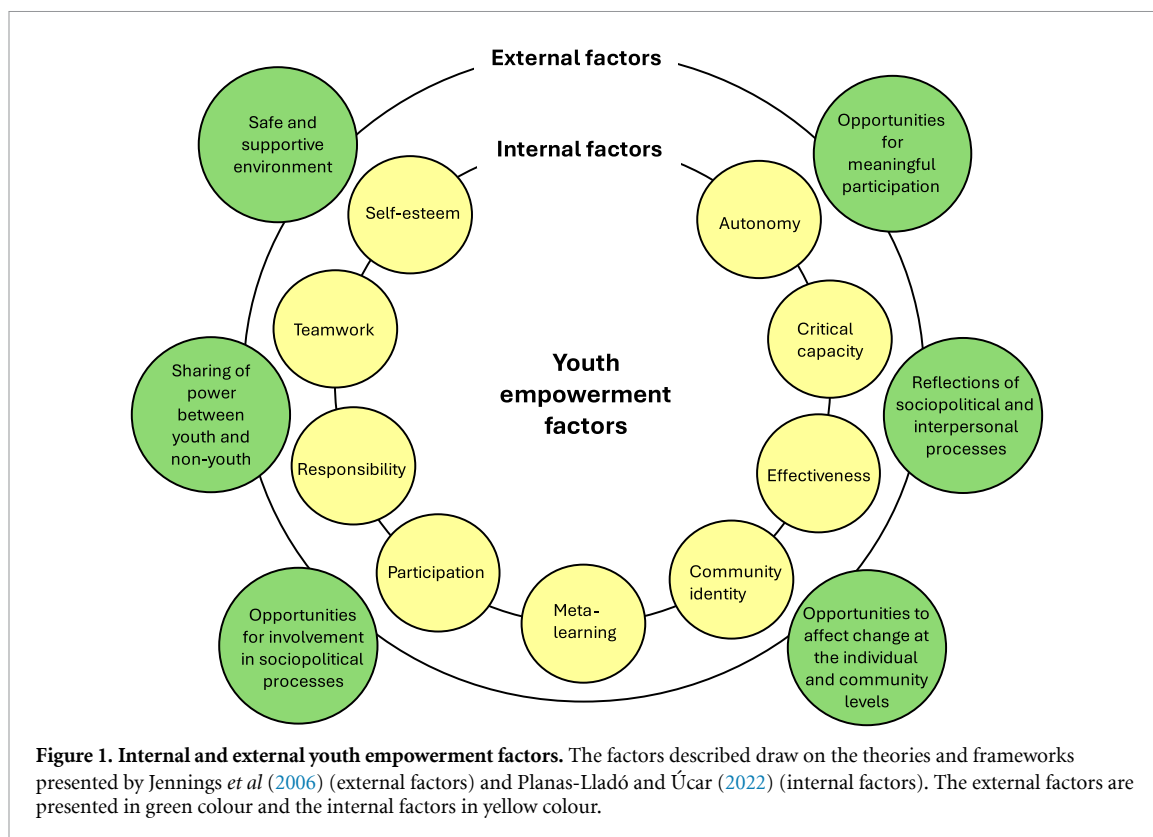 External factors
Internal factors
Safe and
supportive
environment
Opportunities
for
meaningful
participation
Self-esteem
Autonomy
Teamwork
Critical
capacity
Youth
empowerment
factors
Sharing of
power
between
youth and
non-youth
Reflections of
sociopolitical and
interpersonal
processes
Responsibility
Effectiveness
Participation
Community
identity
Meta-
learning
Opportunities
for involvement
in sociopolitical
processes
Opportunities to
affect change at
the individual
and community
levels
Figure 1. Internal and external youth empowerment factors. The factors described draw on the theories and frameworks
presented by Jennings et al (2006) (external factors) and Planas-Lladó and Úcar (2022) (internal factors). The external factors are
presented in green colour and the internal factors in yellow colour.